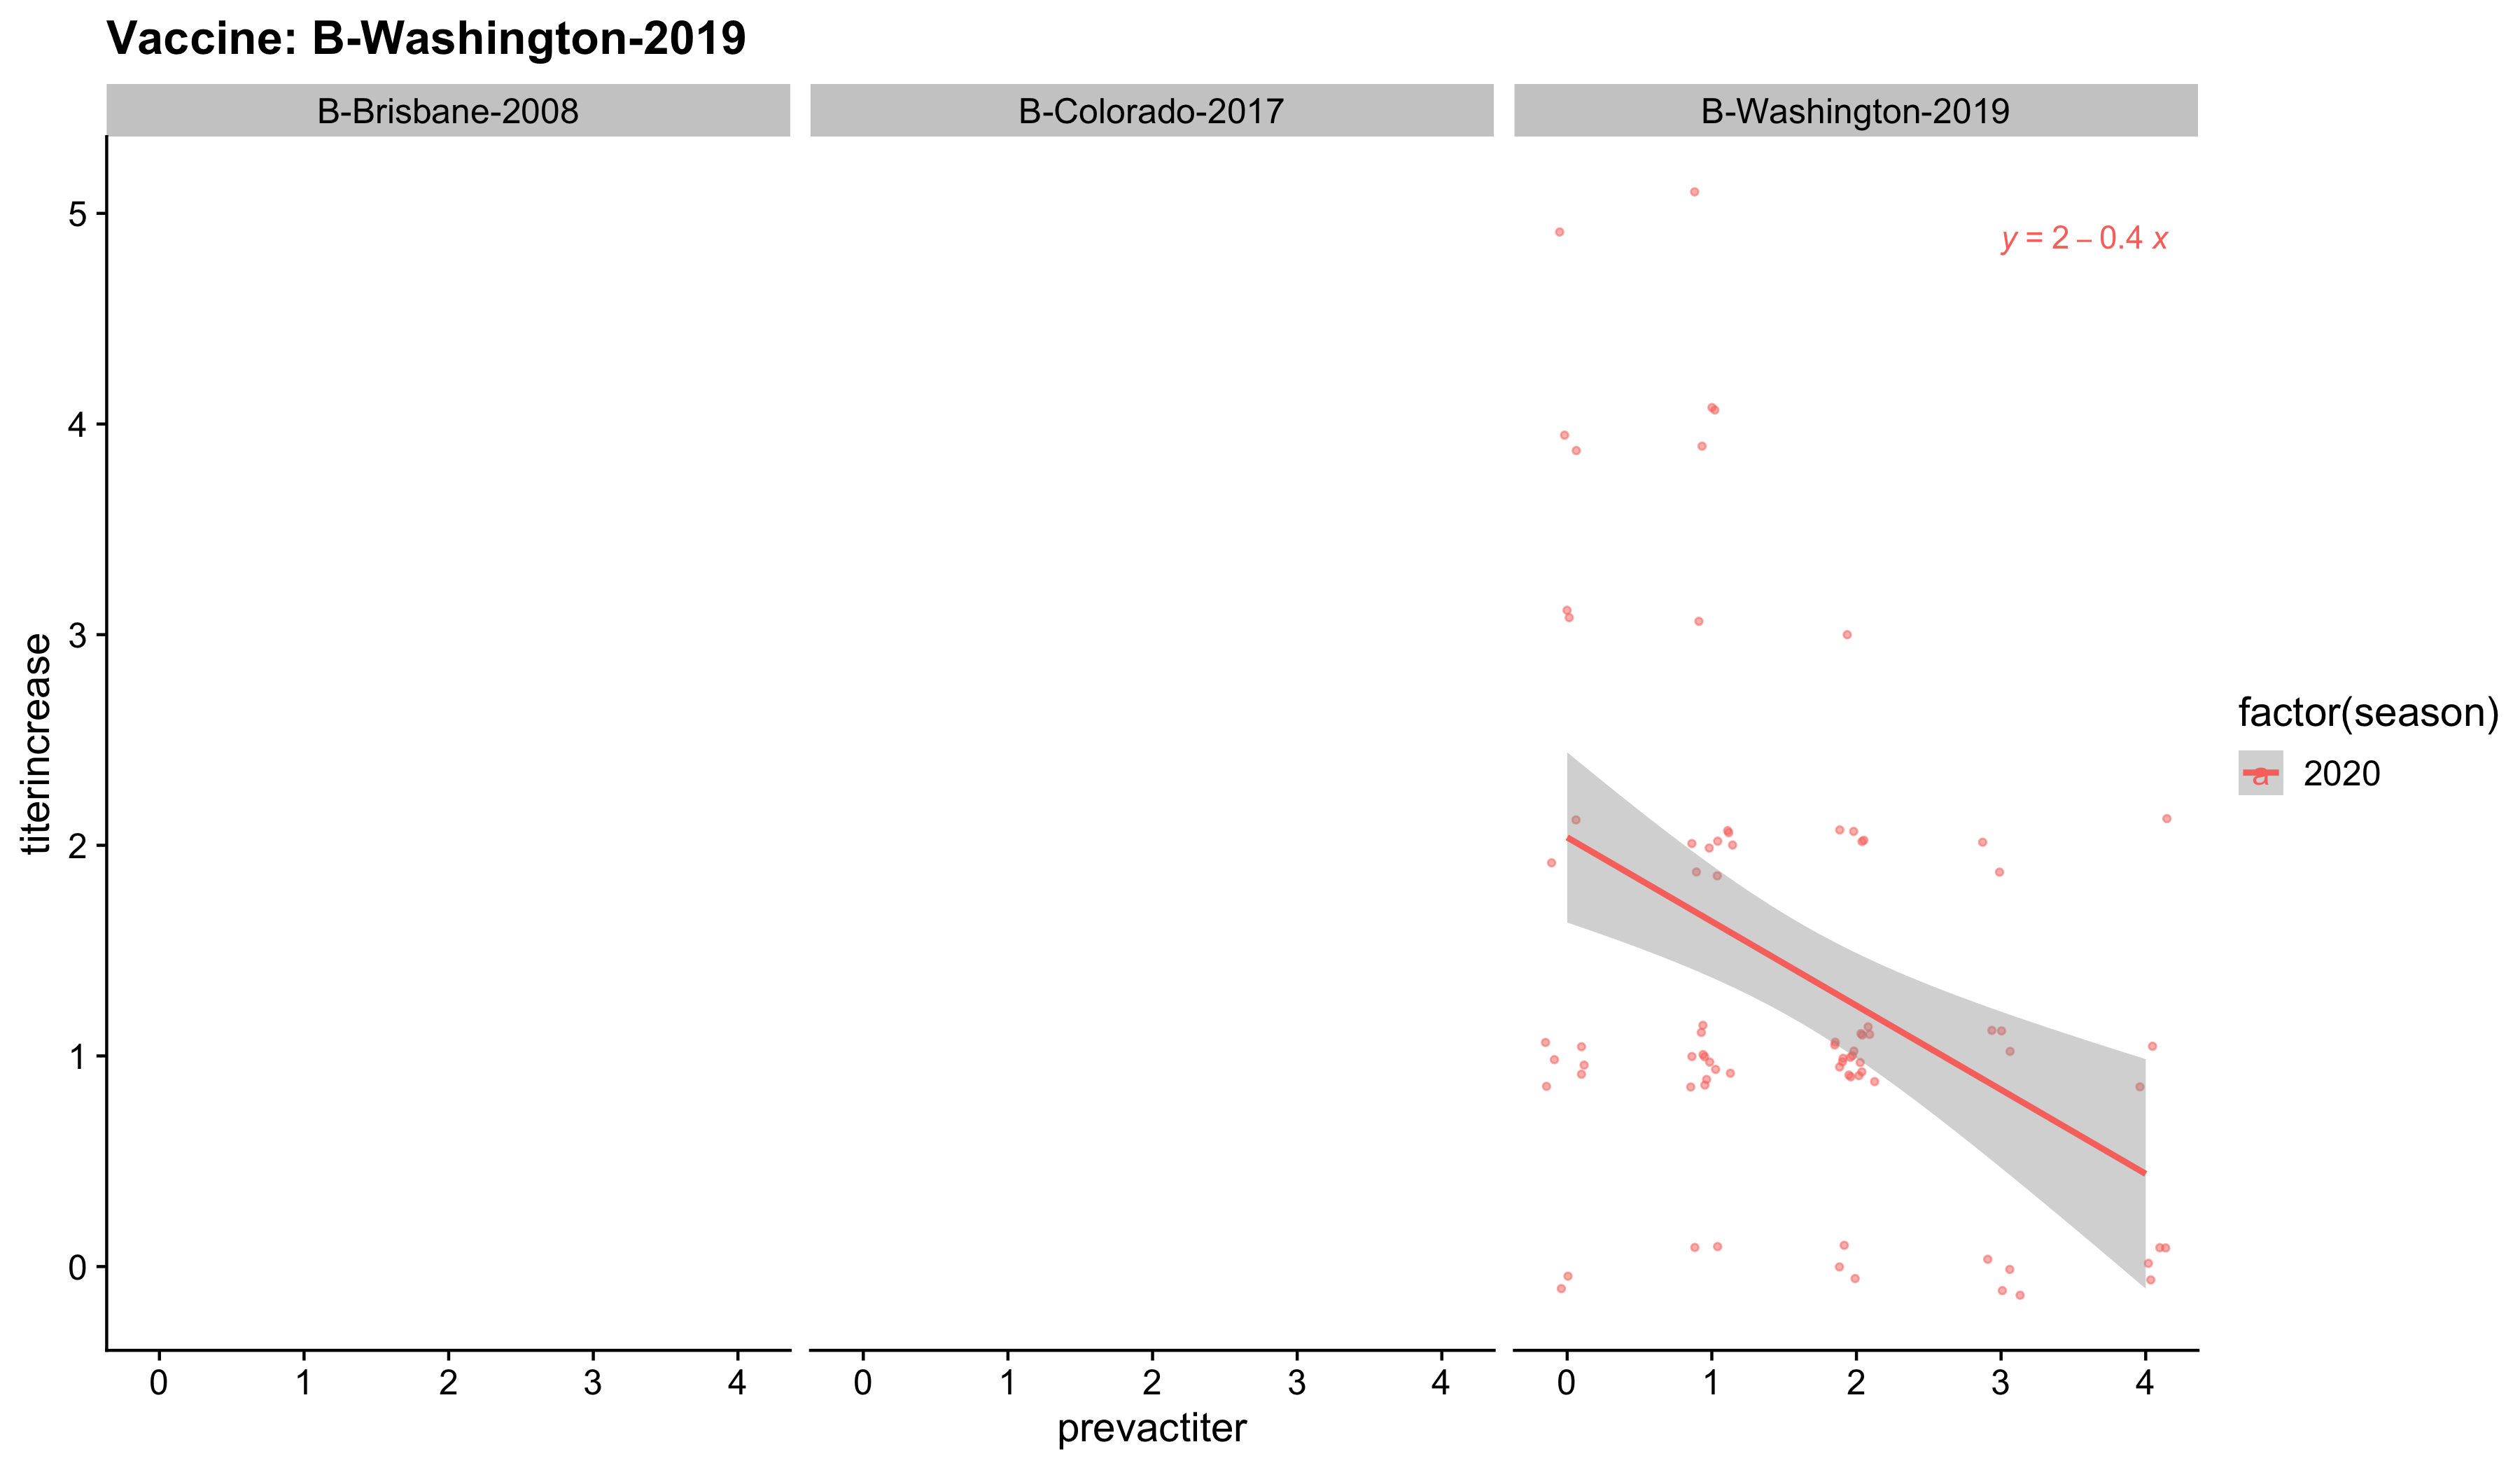 Vaccine: B-Washington-2019
B-Brisbane-2008
B-Colorado-2017
B-Washington-2019
y = 2 – 0.4 x
5
4
3
2
1
0
titerincrease
0 1 2 3 4
0 1 2 3 4
0 1 2 3 4
prevactiter
factor(season)
a 2020